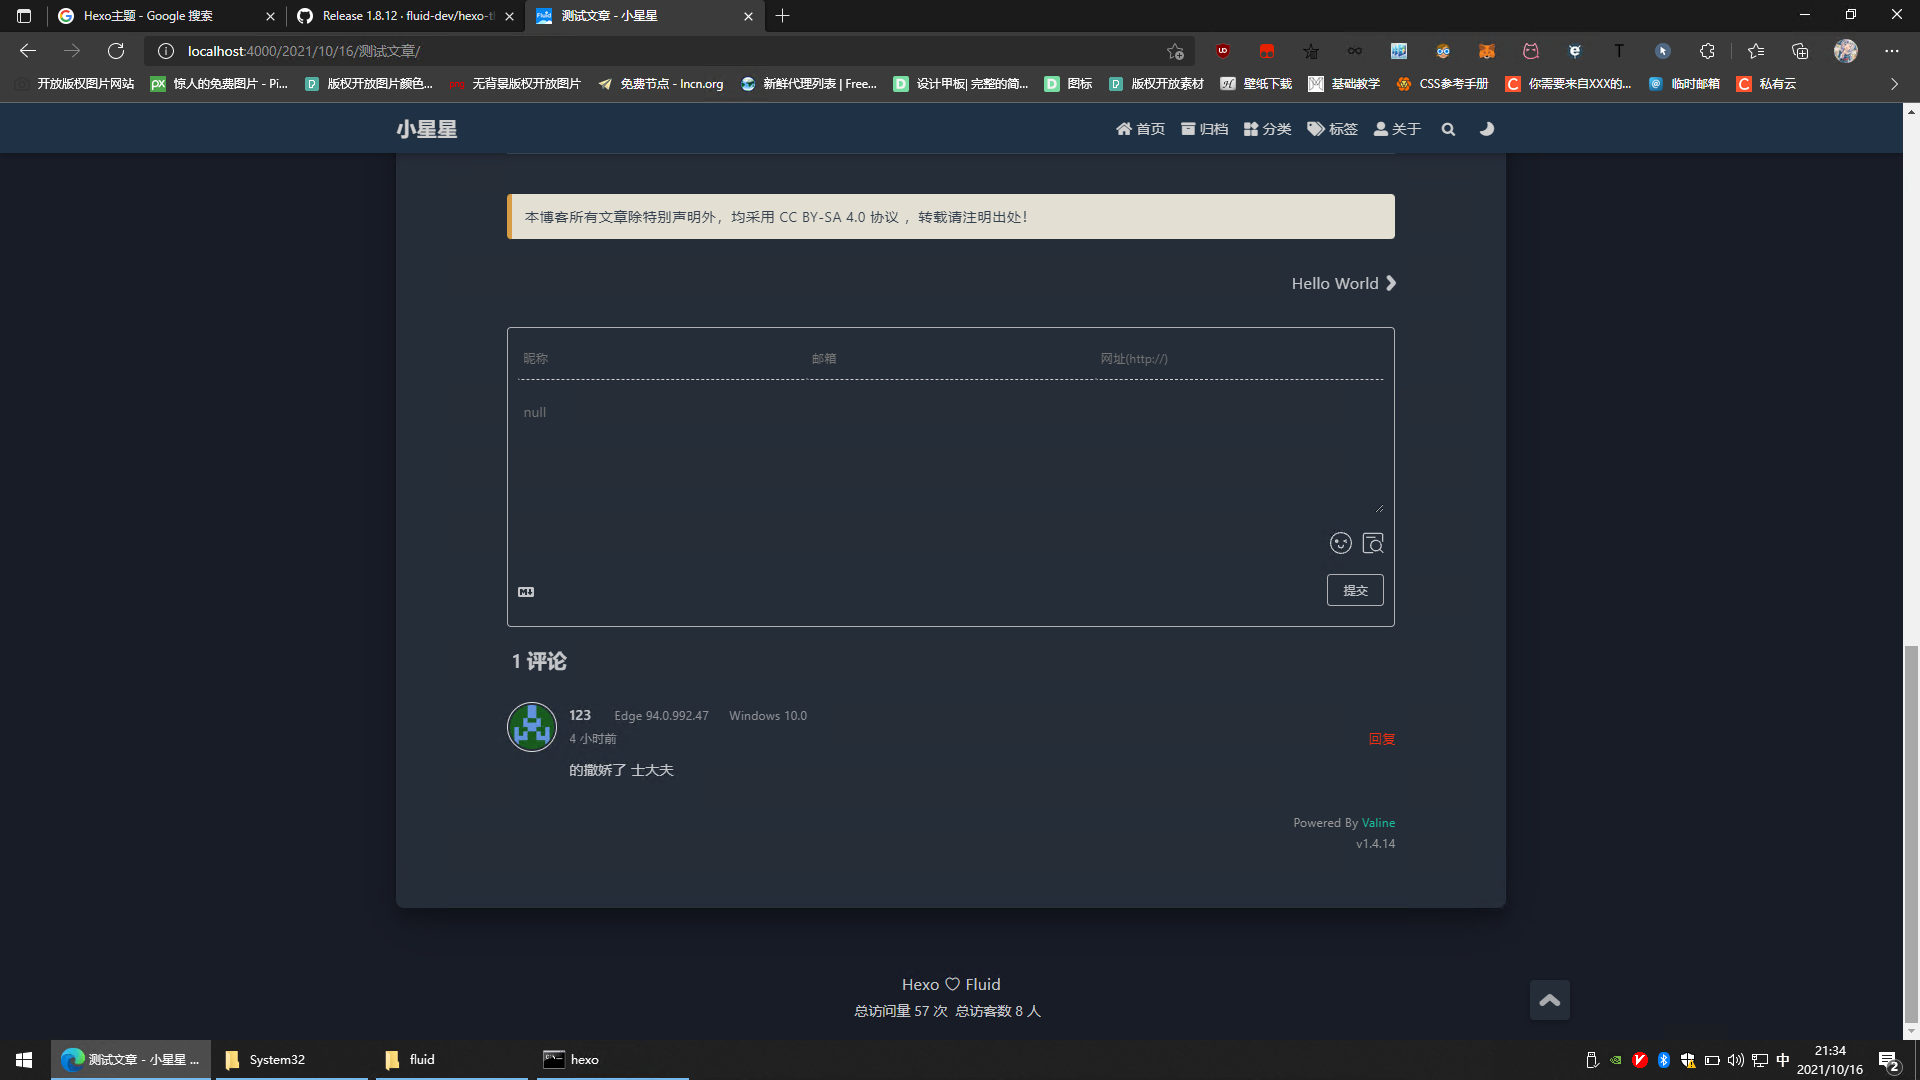 Hexo主题 - Google 搜索
Release 1.8.12 · fluid-dev/hexo-t
测试文章 - 小星星
localhost:4000/2021/10/16/测试文章/
开放版权图片网站
惊人的免费图片 - Pi...
版权开放图片颜色...
无背景版权开放图片
免费节点 - lncn.org
新鲜代理列表 | Free...
设计甲板| 完整的简...
图标
版权开放素材
壁纸下载
基础教学
CSS参考手册
你需要来自XXX的...
临时邮箱
私有云
小星星
首页
归档
分类
标签
关于
本博客所有文章除特别声明外，均采用 CC BY-SA 4.0 协议 ，转载请注明出处！
Hello World
昵称
邮箱
网址(http://)
null
提交
1 评论
123 Edge 94.0.992.47 Windows 10.0
4 小时前
回复
的撒娇了 士大夫
Powered By Valine
v1.4.14
Hexo ♡ Fluid
总访问量 57 次 总访客数 8 人
测试文章 - 小星星 ...
System32
fluid
hexo
中
21:34
2021/10/16
2